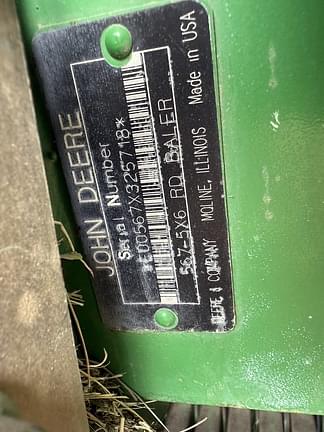 JOHN DEERE
Serial Number
*E00567X325718*
567-5X6 RD BALER
DEERE & COMPANY MOLINE, ILLINOIS Made in USA